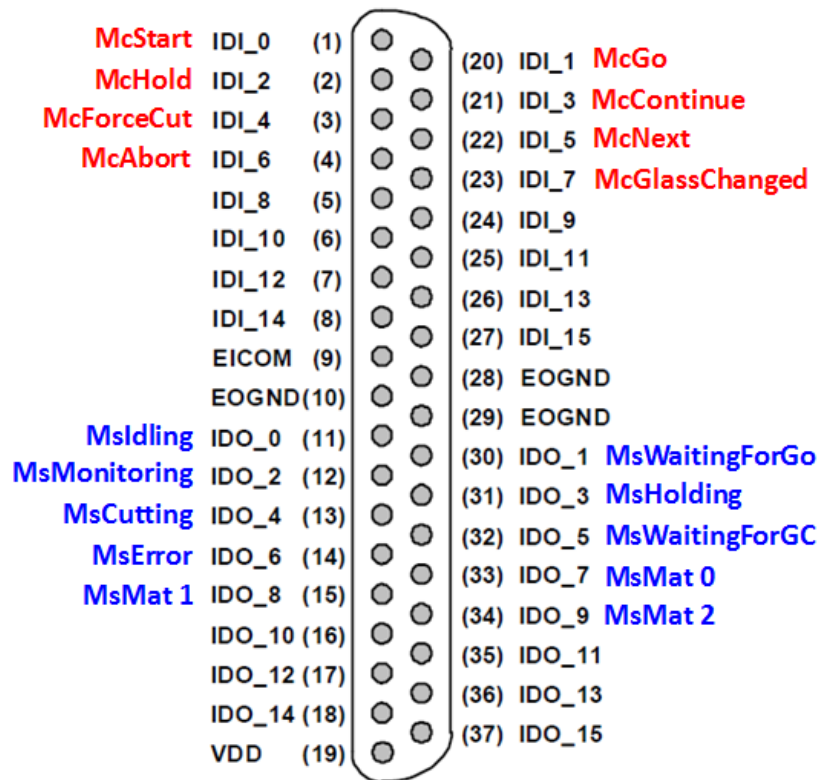 McStart IDI_0 (1)
(20) IDI_1 McGo
McHold IDI_2 (2)
(21) IDI_3 McContinue
McForceCut IDI_4 (3)
(22) IDI_5 McNext
McAbort IDI_6 (4)
(23) IDI_7 McGlassChanged
IDI_8 (5)
(24) IDI_9
IDI_10 (6)
(25) IDI_11
IDI_12 (7)
(26) IDI_13
IDI_14 (8)
(27) IDI_15
EICOM (9)
(28) EOGND
EOGND(10)
(29) EOGND
MsIdling IDO_0 (11)
(30) IDO_1 MsWaitingForGo
MsMonitoring IDO_2 (12)
(31) IDO_3 MsHolding
MsCutting IDO_4 (13)
(32) IDO_5 MsWaitingForGC
MsError IDO_6 (14)
(33) IDO_7 MsMat 0
MsMat 1 IDO_8 (15)
(34) IDO_9 MsMat 2
IDO_10 (16)
(35) IDO_11
IDO_12 (17)
(36) IDO_13
IDO_14 (18)
(37) IDO_15
VDD (19)